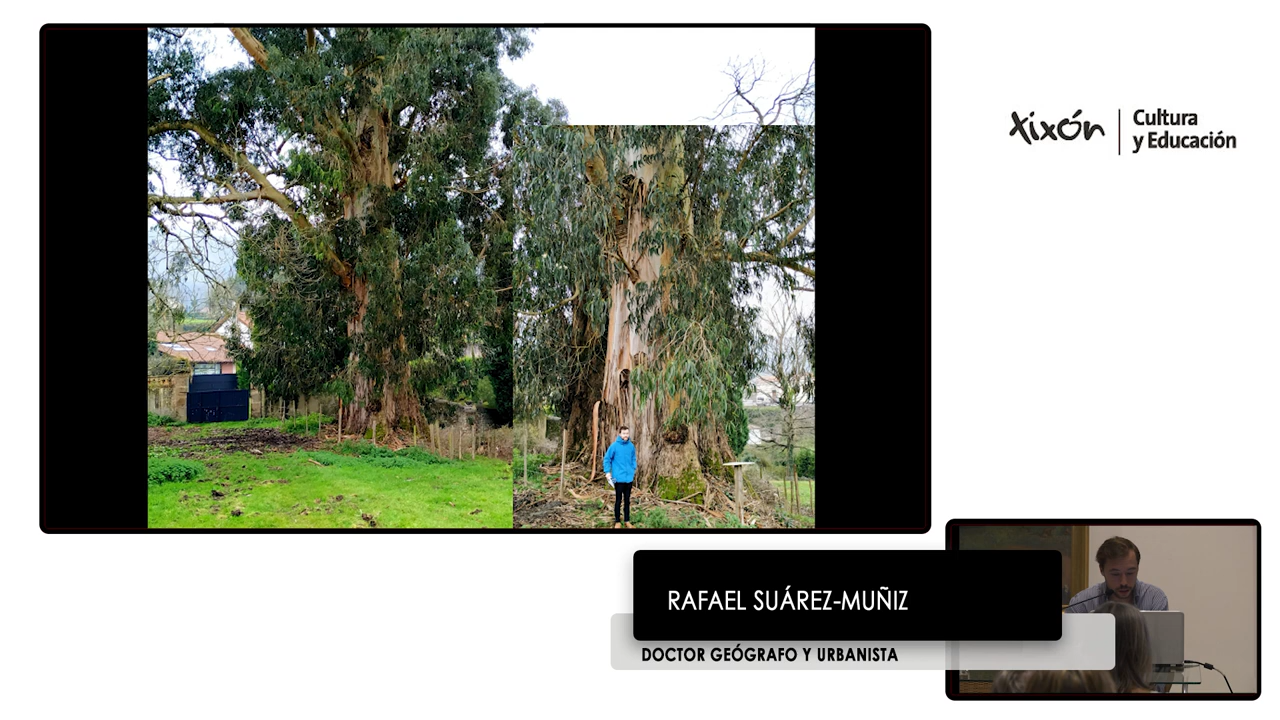 xixón
Cultura
y Educación
RAFAEL SUÁREZ-MUÑIZ
DOCTOR GEÓGRAFO Y URBANISTA